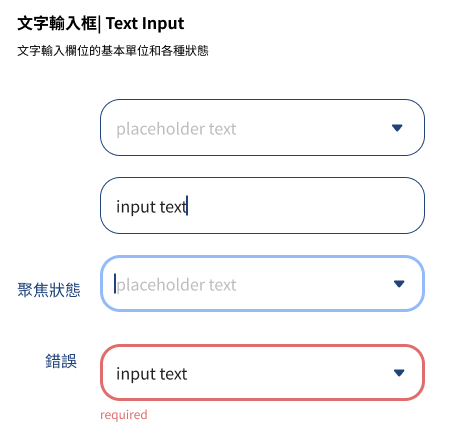 文字輸入框| Text Input
文字輸入欄位的基本單位和各種狀態
placeholder text
input text
聚焦狀態
placeholder text
錯誤
input text
required